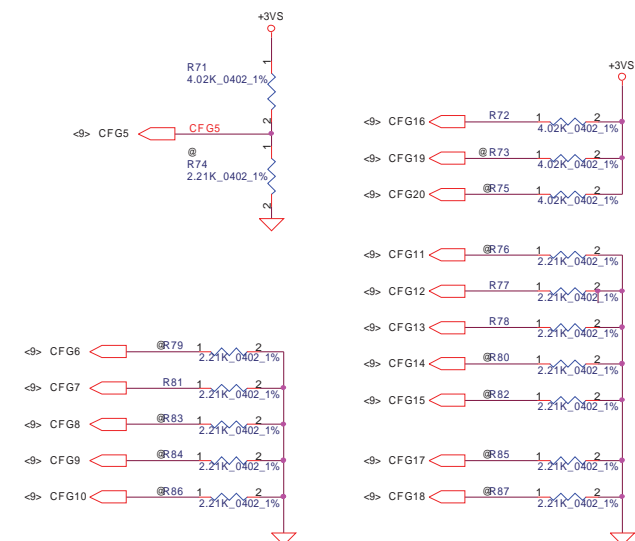 +3VS
1
R71
4.02K_0402_1%
2
<9> CFG5 CFG5
1
@
R74
2.21K_0402_1%
2
+3VS
<9> CFG16 R72 1 2
4.02K_0402_1%
<9> CFG19 @R73 1 2
4.02K_0402_1%
<9> CFG20 @R75 1 2
4.02K_0402_1%
<9> CFG11 @R76 1 2
2.21K_0402_1%
<9> CFG12 R77 1 2
2.21K_0402_1%
<9> CFG13 R78 1 2
2.21K_0402_1%
<9> CFG14 @R80 1 2
2.21K_0402_1%
<9> CFG15 @R82 1 2
2.21K_0402_1%
<9> CFG17 @R85 1 2
2.21K_0402_1%
<9> CFG18 @R87 1 2
2.21K_0402_1%
<9> CFG6 @R79 1 2
2.21K_0402_1%
<9> CFG7 R81 1 2
2.21K_0402_1%
<9> CFG8 @R83 1 2
2.21K_0402_1%
<9> CFG9 @R84 1 2
2.21K_0402_1%
<9> CFG10 @R86 1 2
2.21K_0402_1%